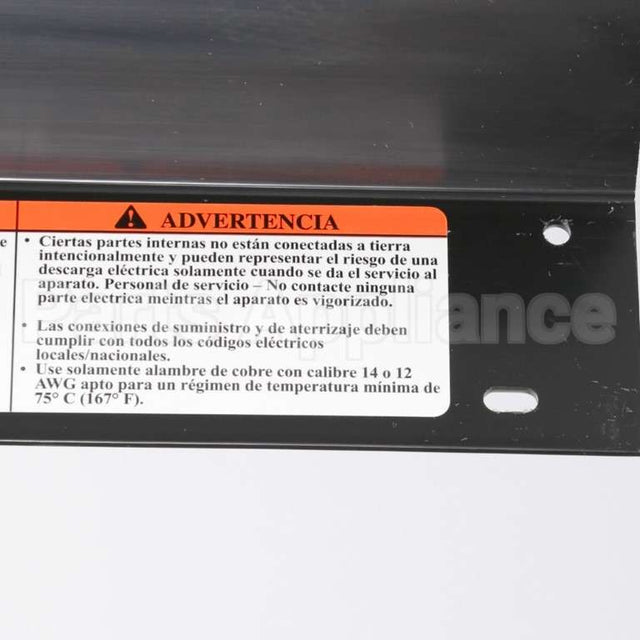 ADVERTENCIA
• Ciertas partes internas no están conectadas a tierra
intencionalmente y pueden representar el riesgo de una
descarga eléctrica solamente cuando se da el servicio al
aparato. Personal de servicio – No contacte ninguna
parte electrica meintras el aparato es vigorizado.
• Las conexiones de suministro y de aterrizaje deben
cumplir con todos los códigos eléctricos
locales/nacionales.
• Use solamente alambre de cobre con calibre 14 o 12
AWG apto para un régimen de temperatura mínima de
75° C (167° F).
Parts Appliance